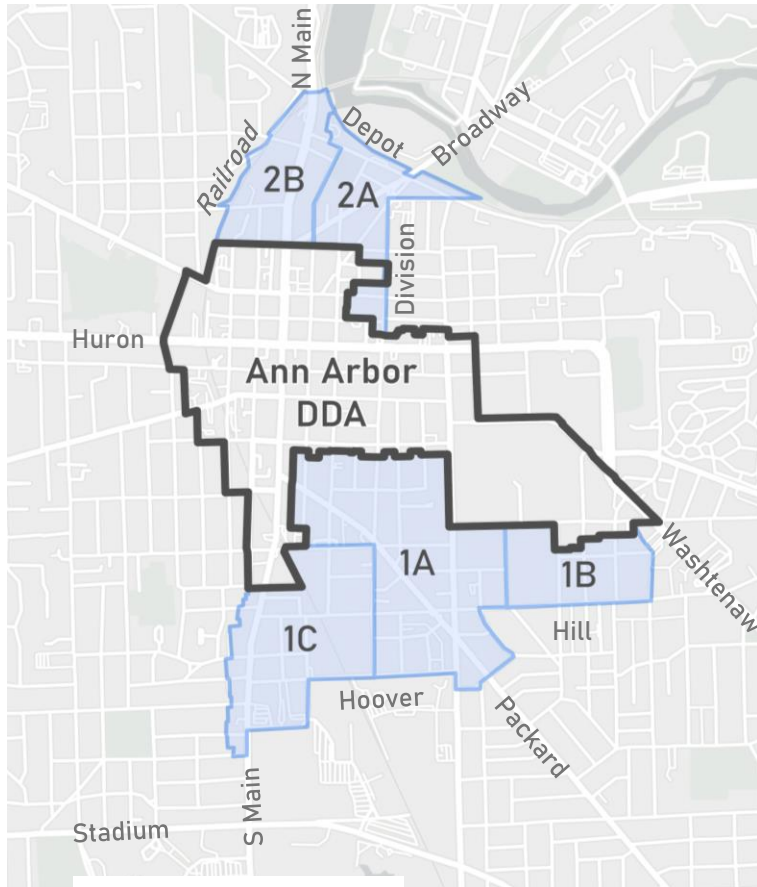 N Main
Depot
Broadway
Railroad
2B
2A
Division
Huron
Ann Arbor
DDA
1A
1B
Washtenaw
1C
Hill
Hoover
Packard
S Main
Stadium